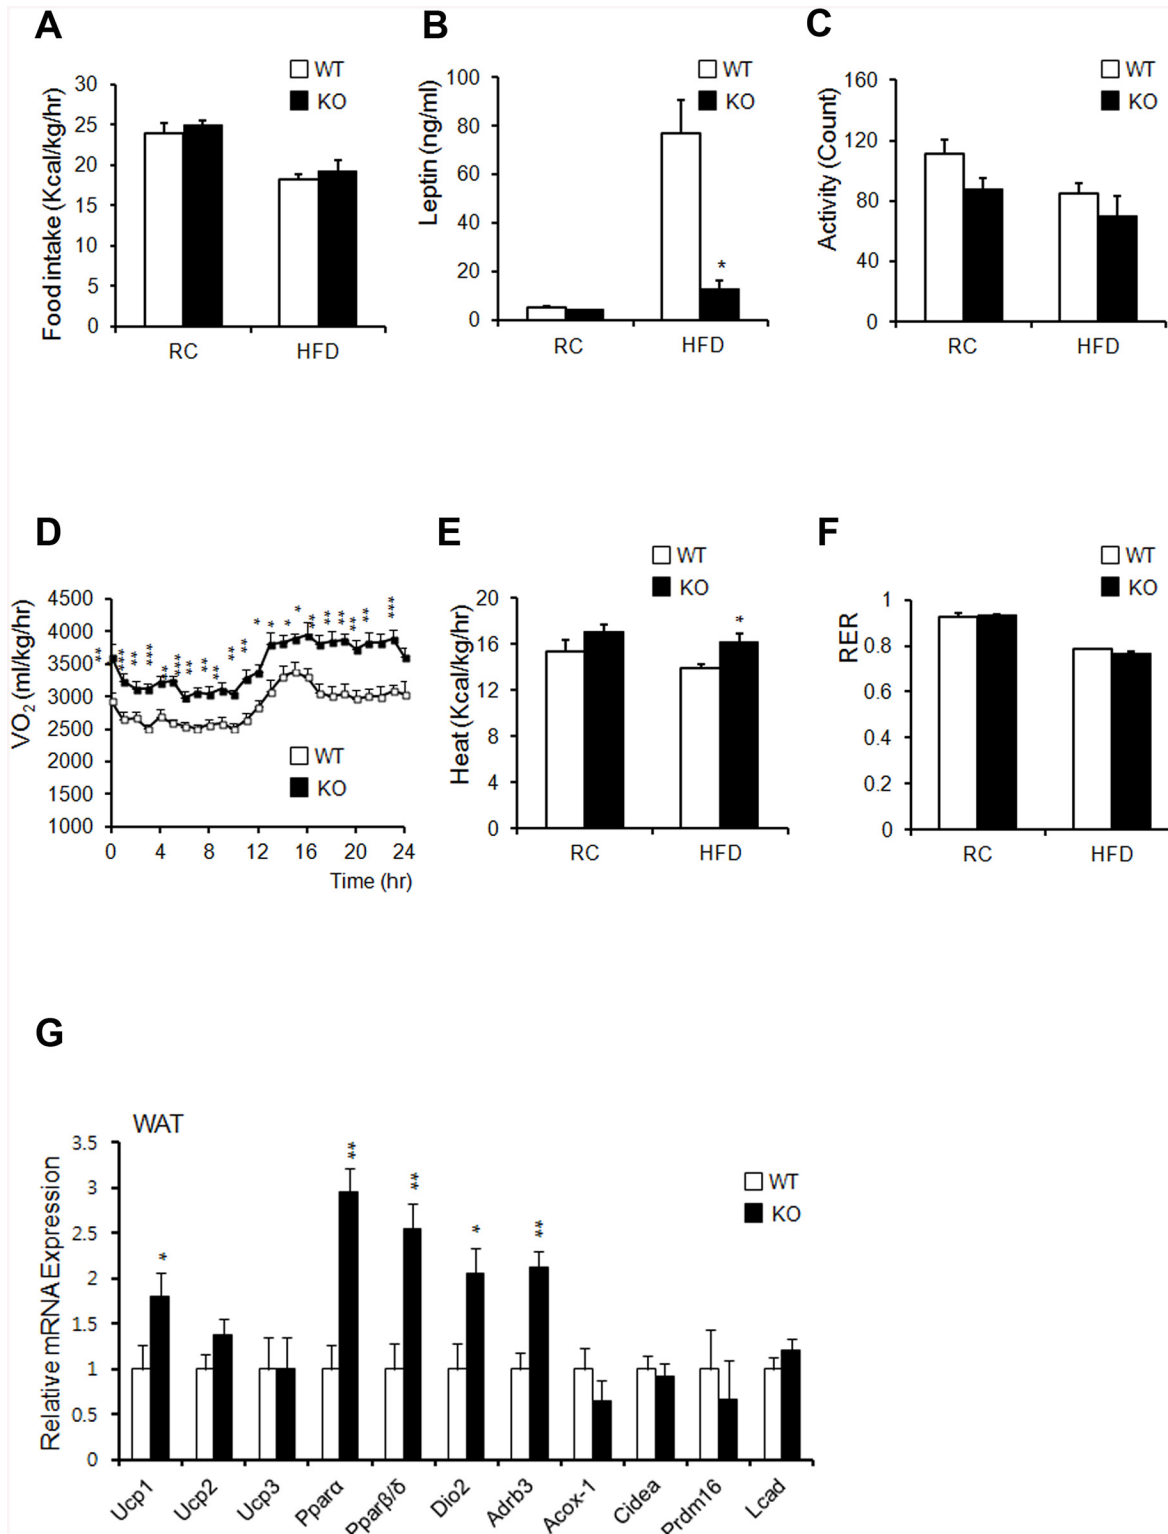 A
WT
KO
Food intake (Kcal/kg/hr)
30
25
20
15
10
5
0
RC
HFD
B
WT
KO
Leptin (ng/ml)
100
80
60
40
20
0
*
RC
HFD
C
WT
KO
Activity (Count)
160
120
80
40
0
RC
HFD
D
VO2 (ml/kg/hr)
4500
4000
3500
3000
2500
2000
1500
1000
** *** ** *** ** *** ** ** ** ** ** * * * * ** ** ** ** ** ***
WT
KO
0 4 8 12 16 20 24
Time (hr)
E
WT
KO
Heat (Kcal/kg/hr)
20
16
12
8
4
0
*
RC
HFD
F
WT
KO
RER
1
0.8
0.6
0.4
0.2
0
RC
HFD
G
WAT
WT
KO
Relative mRNA Expression
3.5
3
2.5
2
1.5
1
0.5
0
* ** ** * **
Ucp1
Ucp2
Ucp3
Pparα
Pparβ/δ
Dio2
Adrb3
Acox-1
Cidea
Prdm16
Lcad